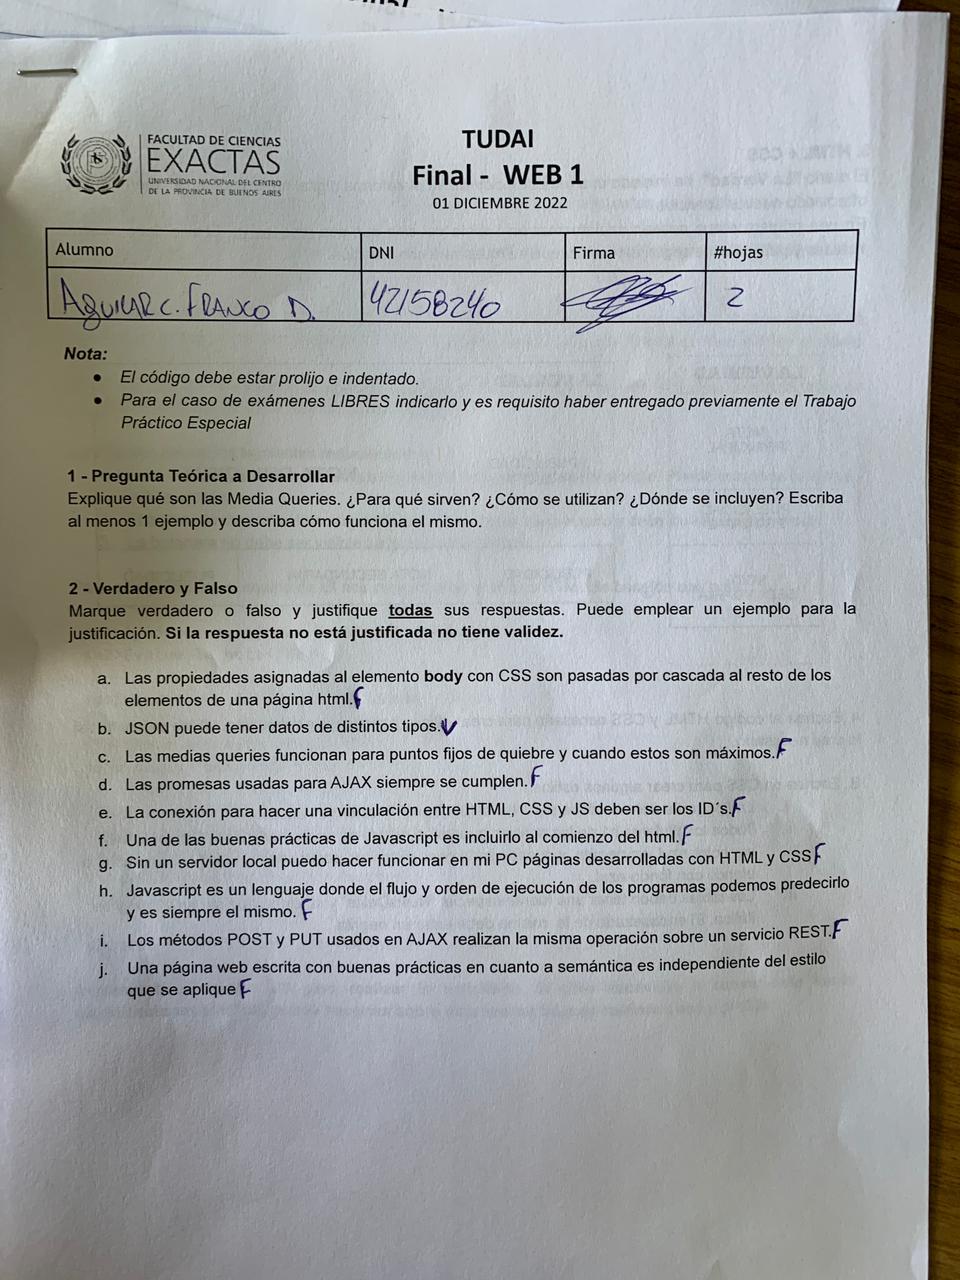 FACULTAD DE CIENCIAS
EXACTAS
UNIVERSIDAD NACIONAL DEL CENTRO
DE LA PROVINCIA DE BUENOS AIRES
TUDAI
Final - WEB 1
01 DICIEMBRE 2022
Alumno DNI Firma #hojas
AGUILAR C. FRANCO D. 42158240 2
Nota:
• El código debe estar prolijo e indentado.
• Para el caso de exámenes LIBRES indicarlo y es requisito haber entregado previamente el Trabajo
Práctico Especial
1 - Pregunta Teórica a Desarrollar
Explique qué son las Media Queries. ¿Para qué sirven? ¿Cómo se utilizan? ¿Dónde se incluyen? Escriba
al menos 1 ejemplo y describa cómo funciona el mismo.
2 - Verdadero y Falso
Marque verdadero o falso y justifique todas sus respuestas. Puede emplear un ejemplo para la
justificación. Si la respuesta no está justificada no tiene validez.
a. Las propiedades asignadas al elemento body con CSS son pasadas por cascada al resto de los
elementos de una página html. F
b. JSON puede tener datos de distintos tipos. V
c. Las medias queries funcionan para puntos fijos de quiebre y cuando estos son máximos. F
d. Las promesas usadas para AJAX siempre se cumplen. F
e. La conexión para hacer una vinculación entre HTML, CSS y JS deben ser los ID´s. F
f. Una de las buenas prácticas de Javascript es incluirlo al comienzo del html. F
g. Sin un servidor local puedo hacer funcionar en mi PC páginas desarrolladas con HTML y CSS F
h. Javascript es un lenguaje donde el flujo y orden de ejecución de los programas podemos predecirlo
y es siempre el mismo. F
i. Los métodos POST y PUT usados en AJAX realizan la misma operación sobre un servicio REST. F
j. Una página web escrita con buenas prácticas en cuanto a semántica es independiente del estilo
que se aplique F